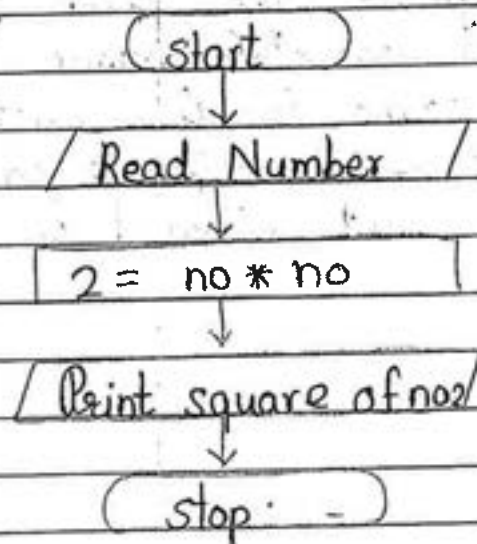 start
Read Number
2 = no * no
Print square of no2
stop.